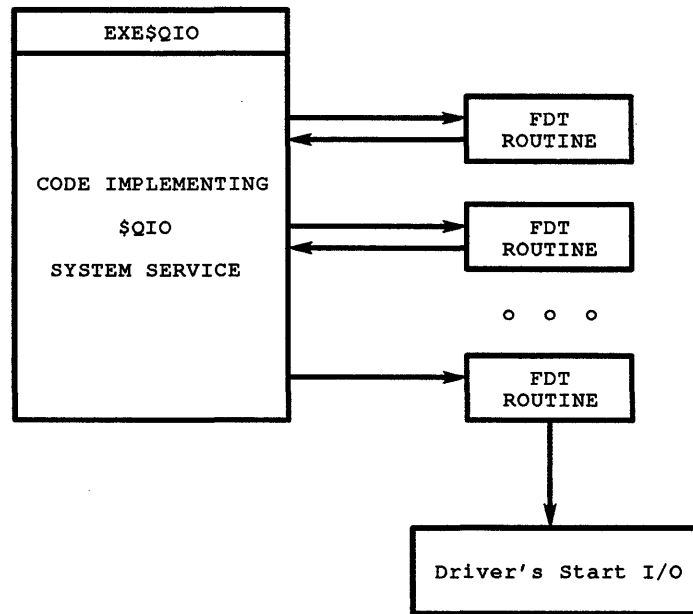 EXE$QIO
CODE IMPLEMENTING
$QIO
SYSTEM SERVICE
FDT
ROUTINE
FDT
ROUTINE
o o o
FDT
ROUTINE
Driver's Start I/O